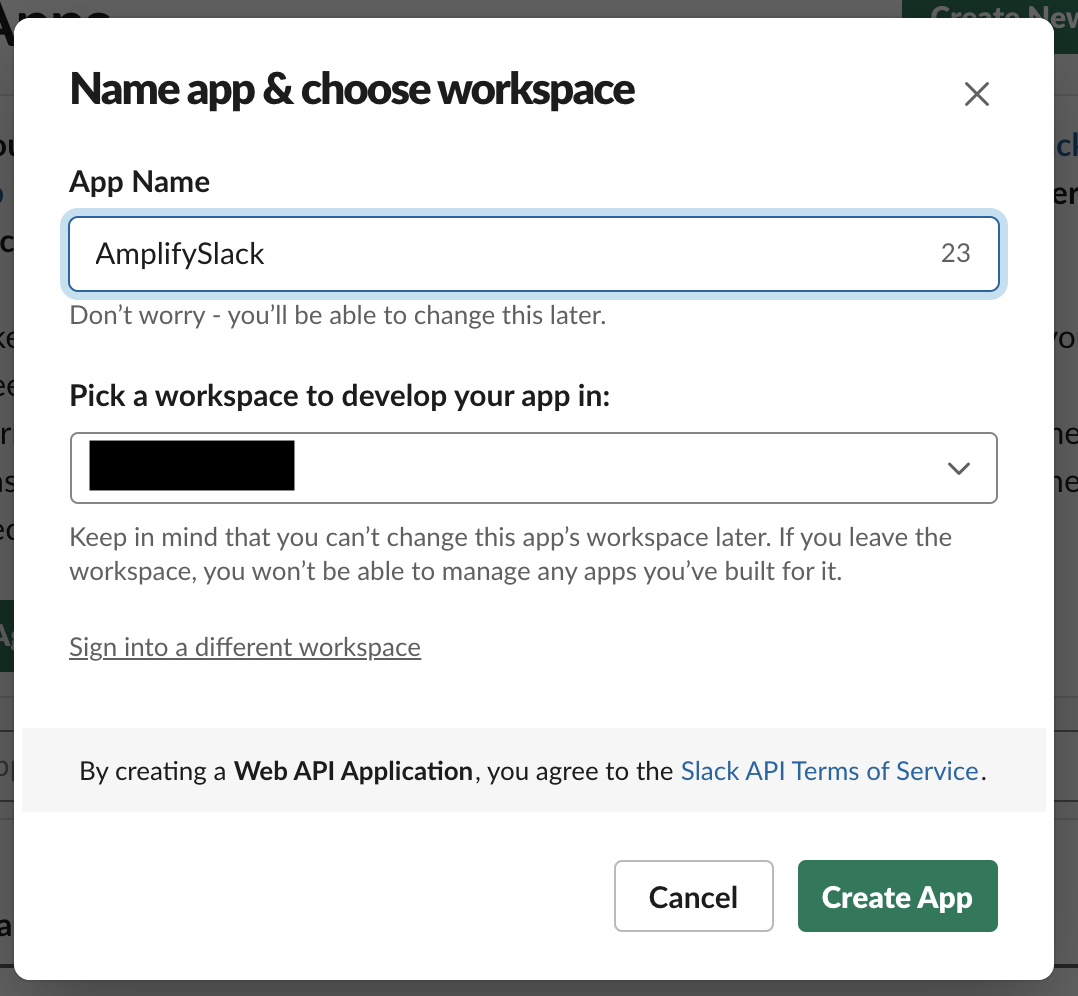 Apps
Create New
Name app & choose workspace
App Name
AmplifySlack
23
Don’t worry - you’ll be able to change this later.
Pick a workspace to develop your app in:
Keep in mind that you can’t change this app’s workspace later. If you leave the
workspace, you won’t be able to manage any apps you’ve built for it.
Sign into a different workspace
By creating a Web API Application, you agree to the Slack API Terms of Service.
Cancel
Create App